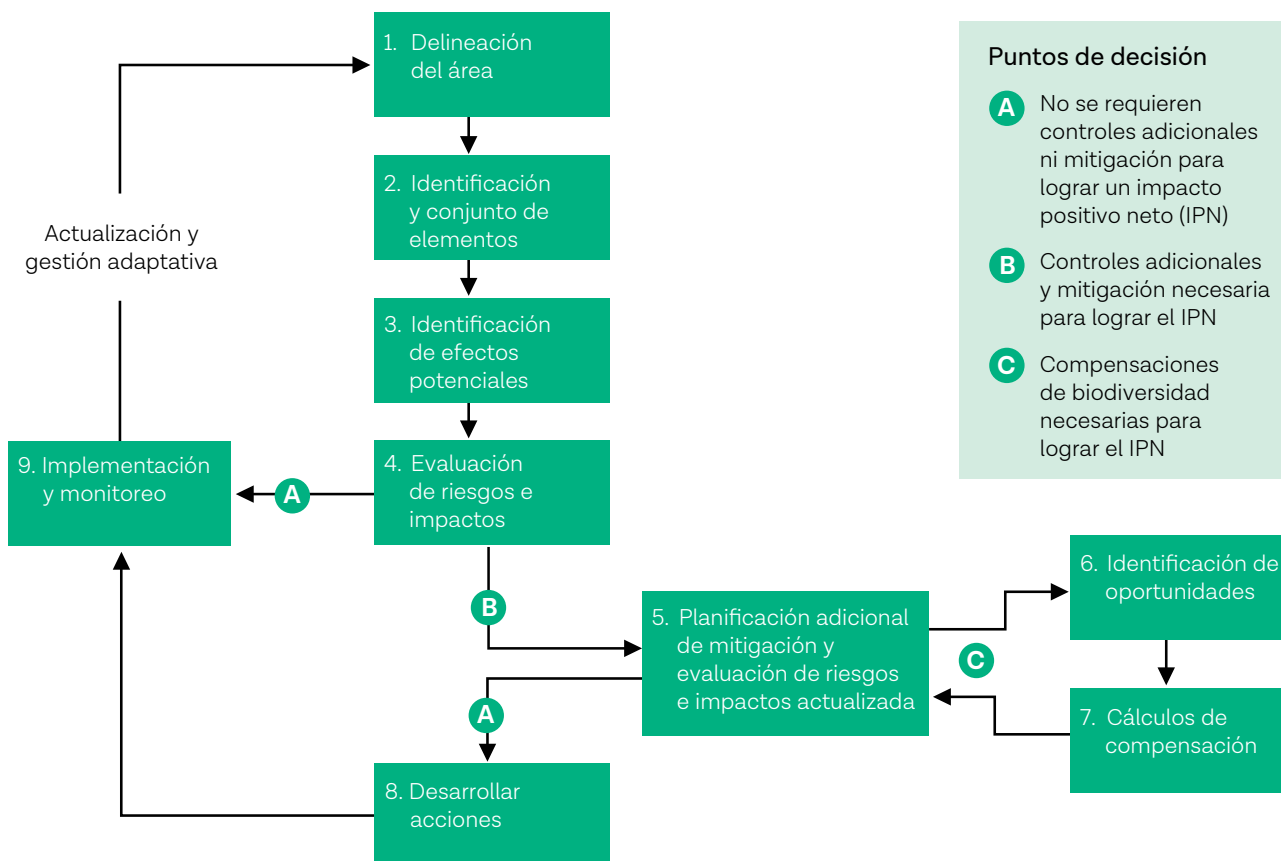 1. Delineación
del área
2. Identificación
y conjunto de
elementos
3. Identificación
de efectos
potenciales
4. Evaluación
de riesgos e
impactos
A
9. Implementación
y monitoreo
Actualización y
gestión adaptativa
B
5. Planificación adicional
de mitigación y
evaluación de riesgos
e impactos actualizada
C
6. Identificación de
oportunidades
7. Cálculos de
compensación
A
8. Desarrollar
acciones
Puntos de decisión
A
No se requieren
controles adicionales
ni mitigación para
lograr un impacto
positivo neto (IPN)
B
Controles adicionales
y mitigación necesaria
para lograr el IPN
C
Compensaciones
de biodiversidad
necesarias para
lograr el IPN